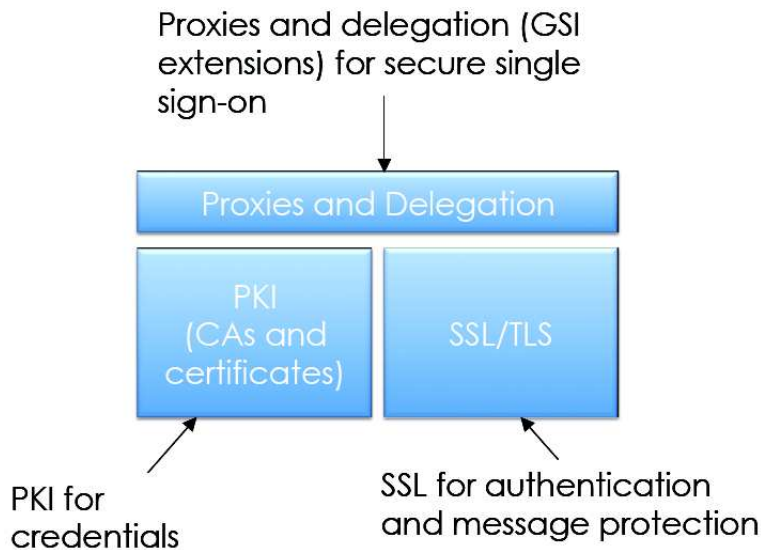 Proxies and delegation (GSI
extensions) for secure single
sign-on
Proxies and Delegation
PKI
(CAs and
certificates)
SSL/TLS
PKI for
credentials
SSL for authentication
and message protection